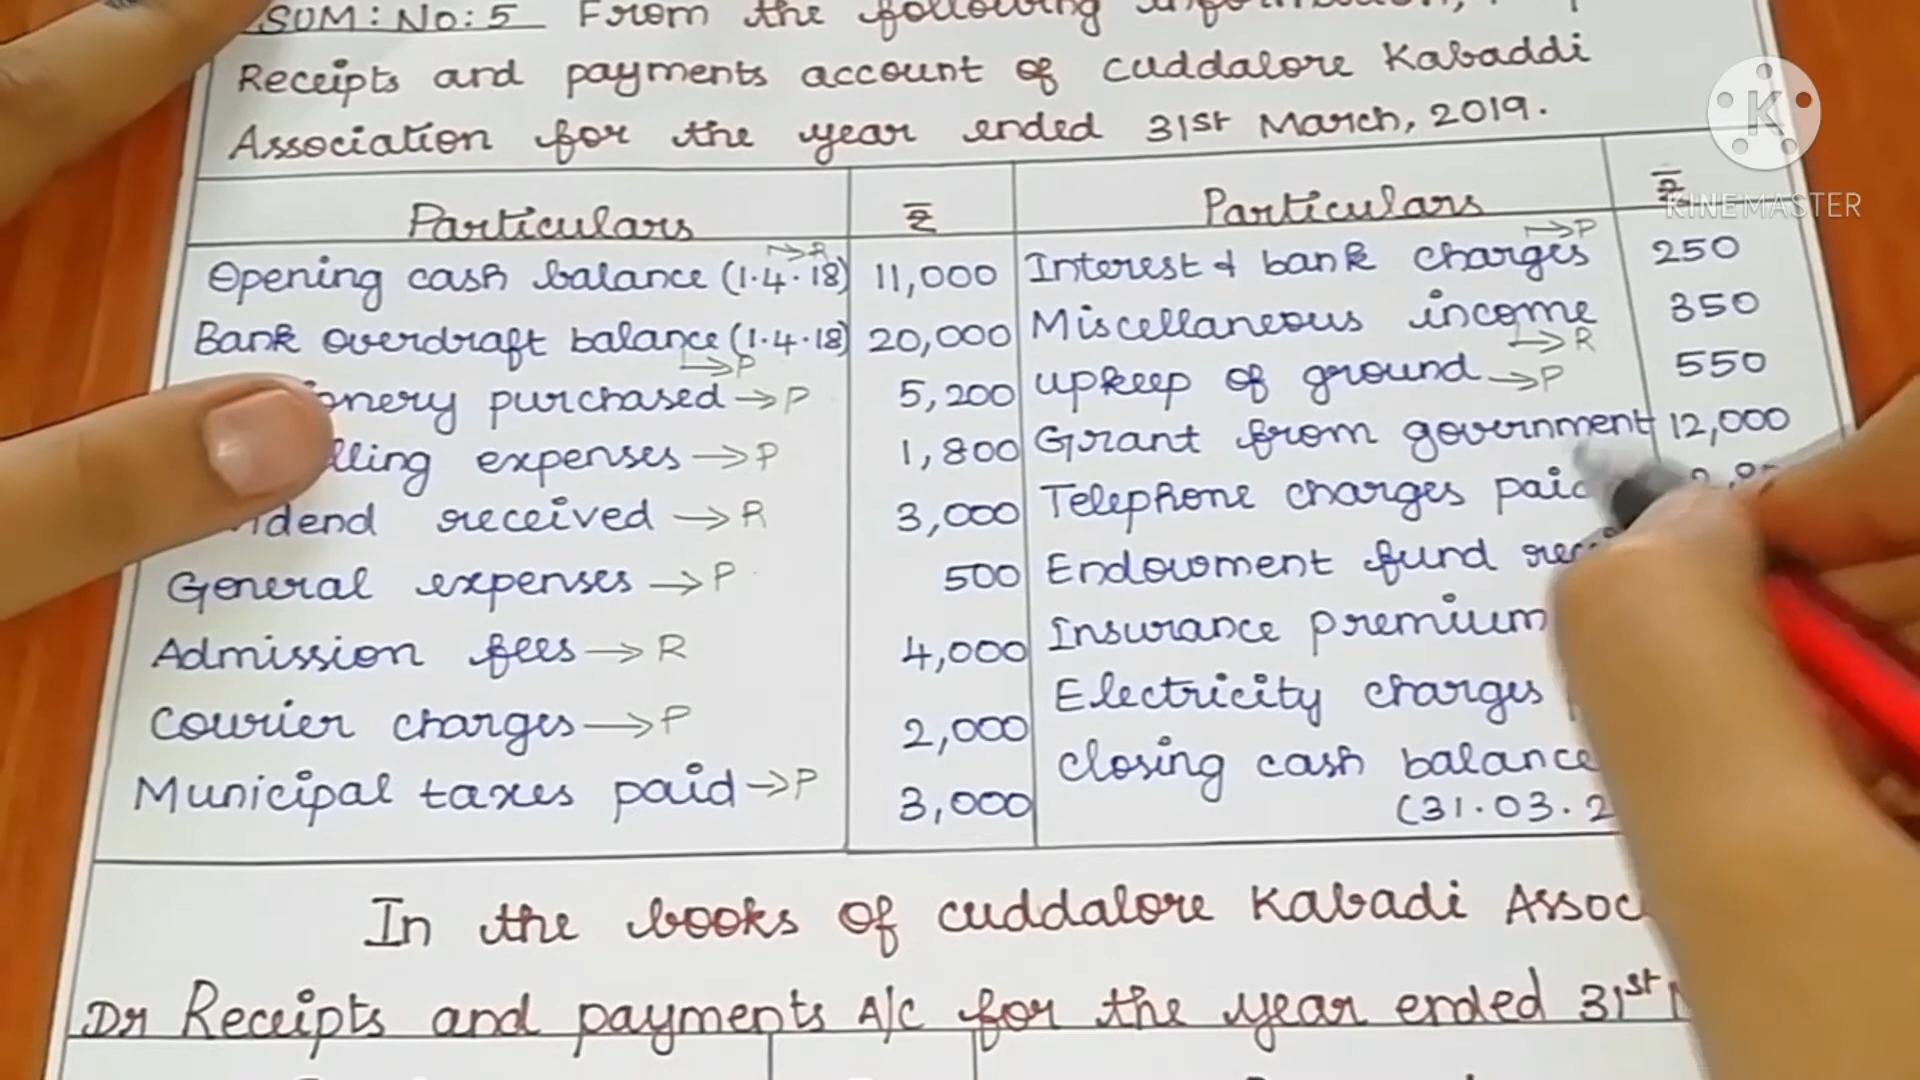 SUM: NO: 5 From the following
Receipts and payments account of Cuddalore Kabaddi
Association for the year ended 31st March, 2019.
Particulars ₹ Particulars ₹
Opening cash balance (1.4.18) →R 11,000 Interest & bank charges →P 250
Bank overdraft balance (1.4.18) →P 20,000 Miscellaneous income →R 350
purchased →P 5,200 upkeep of ground →P 550
expenses →P 1,800 Grant from government 12,000
received →R 3,000 Telephone charges
General expenses →P 500 Endowment fund
Admission fees →R 4,000 Insurance premium
Courier charges →P 2,000 Electricity charges
Municipal taxes paid →P 3,000 closing cash balance
(31.03.2
In the books of cuddalore Kabadi
Dr Receipts and payments A/C for the year ended 31st
K
KINEMASTER